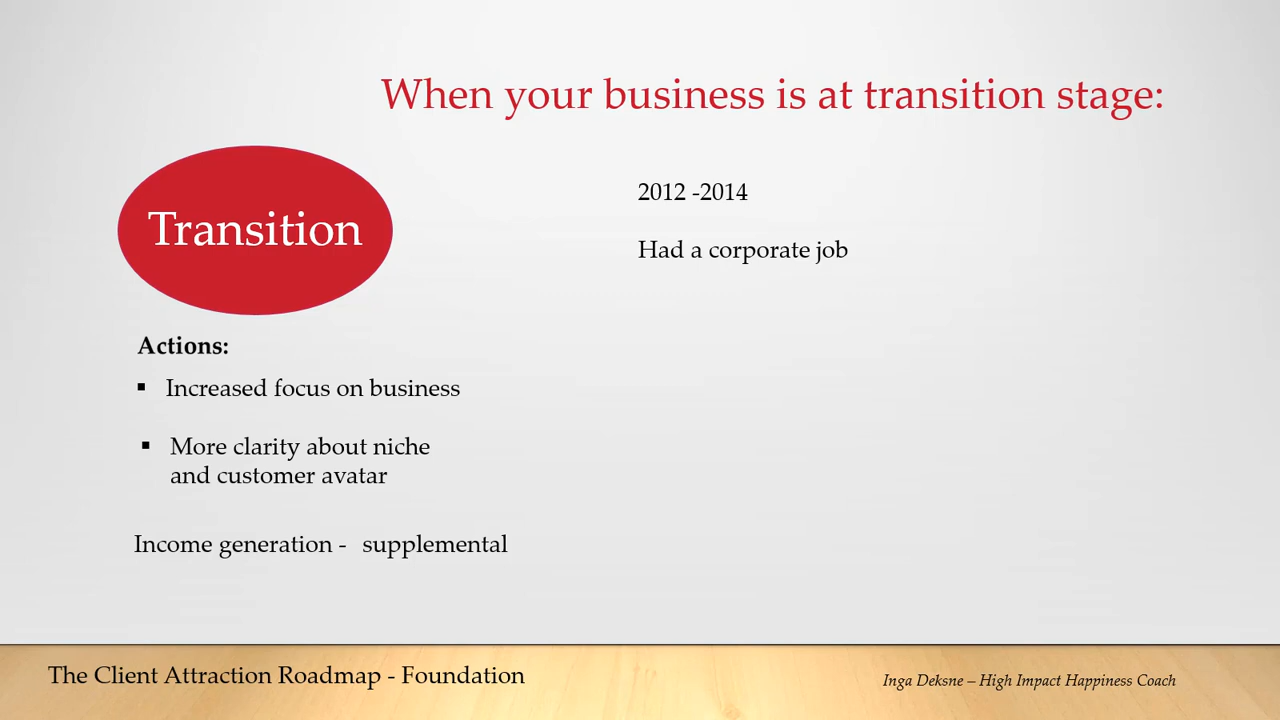 When your business is at transition stage:
Transition
2012 -2014
Had a corporate job
Actions:
▪ Increased focus on business
▪ More clarity about niche
and customer avatar
Income generation - supplemental
The Client Attraction Roadmap - Foundation
Inga Deksne – High Impact Happiness Coach